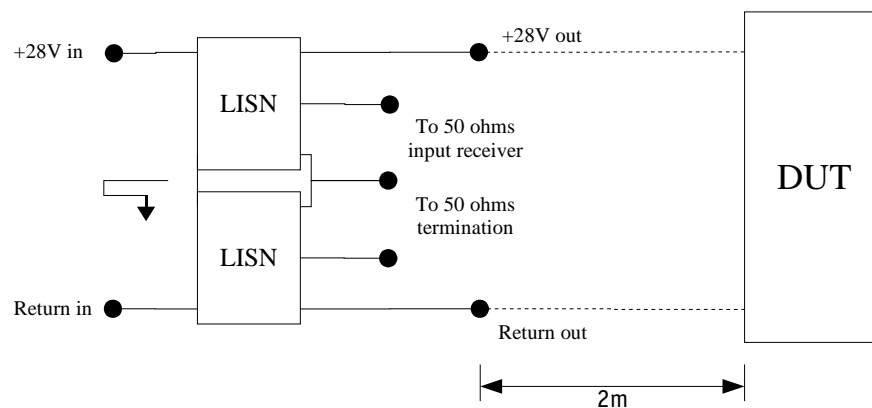 +28V in
LISN
+28V out
To 50 ohms
input receiver
DUT
To 50 ohms
termination
LISN
Return in
Return out
2m